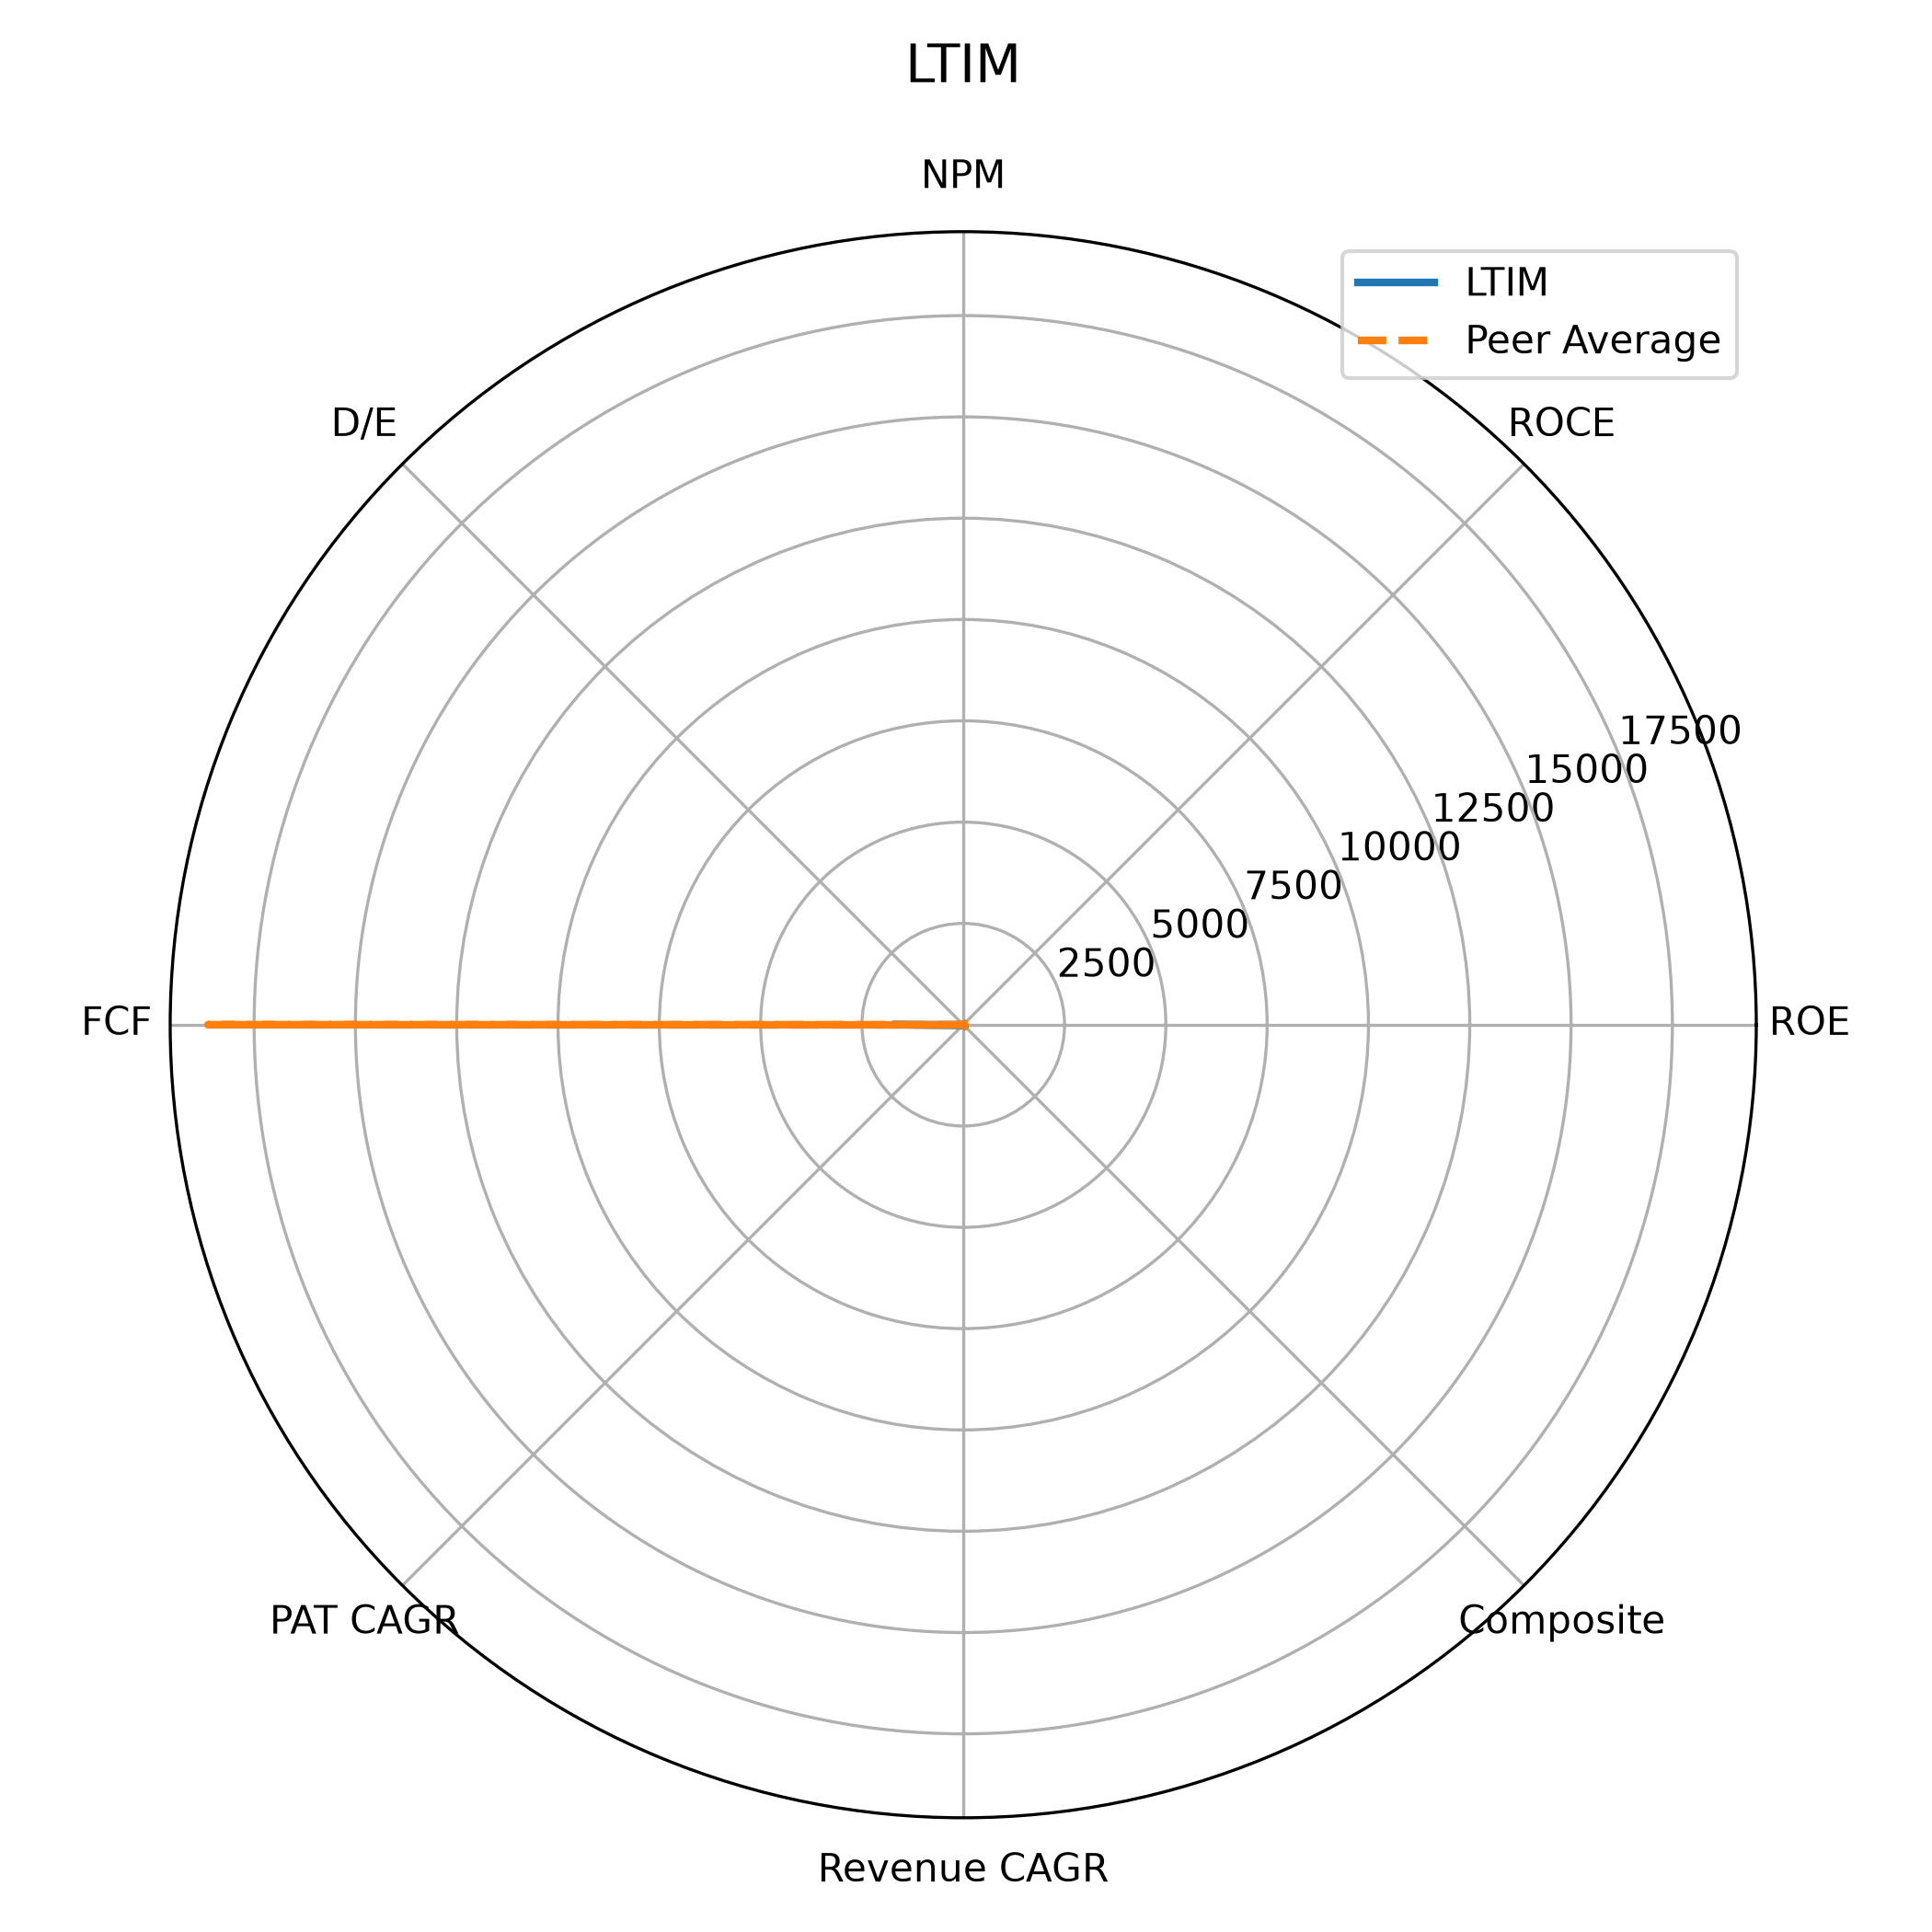 LTIM
NPM
LTIM
Peer Average
D/E
ROCE
17500
15000
12500
10000
7500
5000
2500
FCF
ROE
PAT CAGR
Composite
Revenue CAGR